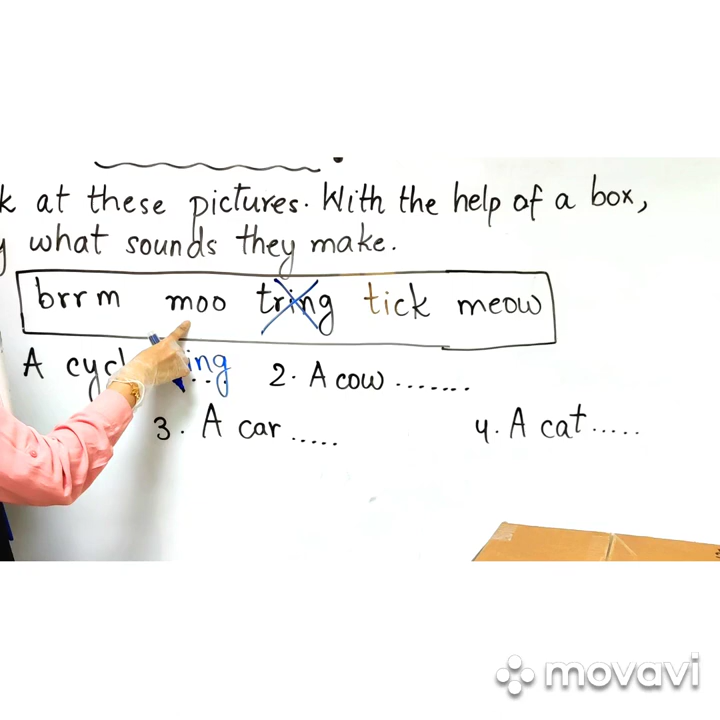 k at these pictures. With the help of a box,
y what sounds they make.
brrm moo tring tick meow
A cyc ing 2. A cow .......
3. A car ..... 4. A cat .....
movavi